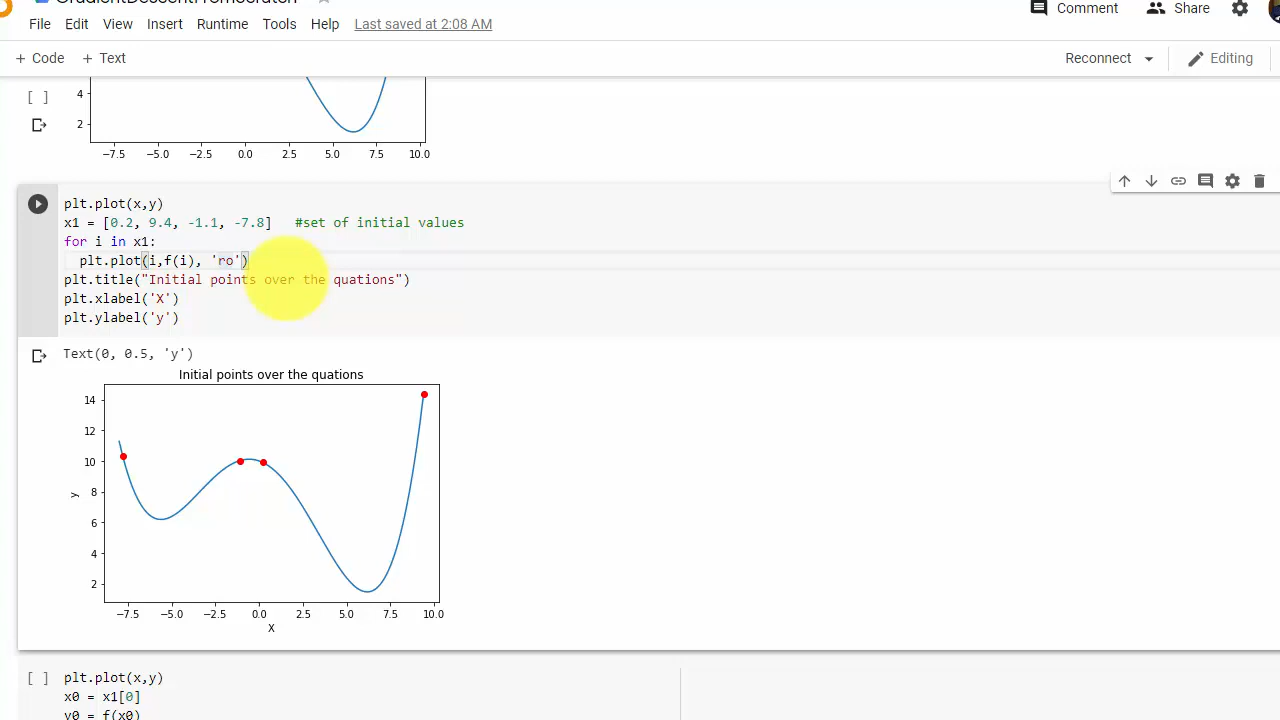 GradientDescentFromScratch
File Edit View Insert Runtime Tools Help Last saved at 2:08 AM
Comment Share
+ Code + Text
Reconnect Editing
[ ]
4
2
−7.5 −5.0 −2.5 0.0 2.5 5.0 7.5 10.0
plt.plot(x,y)
x1 = [0.2, 9.4, -1.1, -7.8] #set of initial values
for i in x1:
plt.plot(i,f(i), 'ro')
plt.title("Initial points over the quations")
plt.xlabel('X')
plt.ylabel('y')
Text(0, 0.5, 'y')
Initial points over the quations
14
12
10
8
6
4
2
y
−7.5 −5.0 −2.5 0.0 2.5 5.0 7.5 10.0
X
[ ] plt.plot(x,y)
x0 = x1[0]
y0 = f(x0)